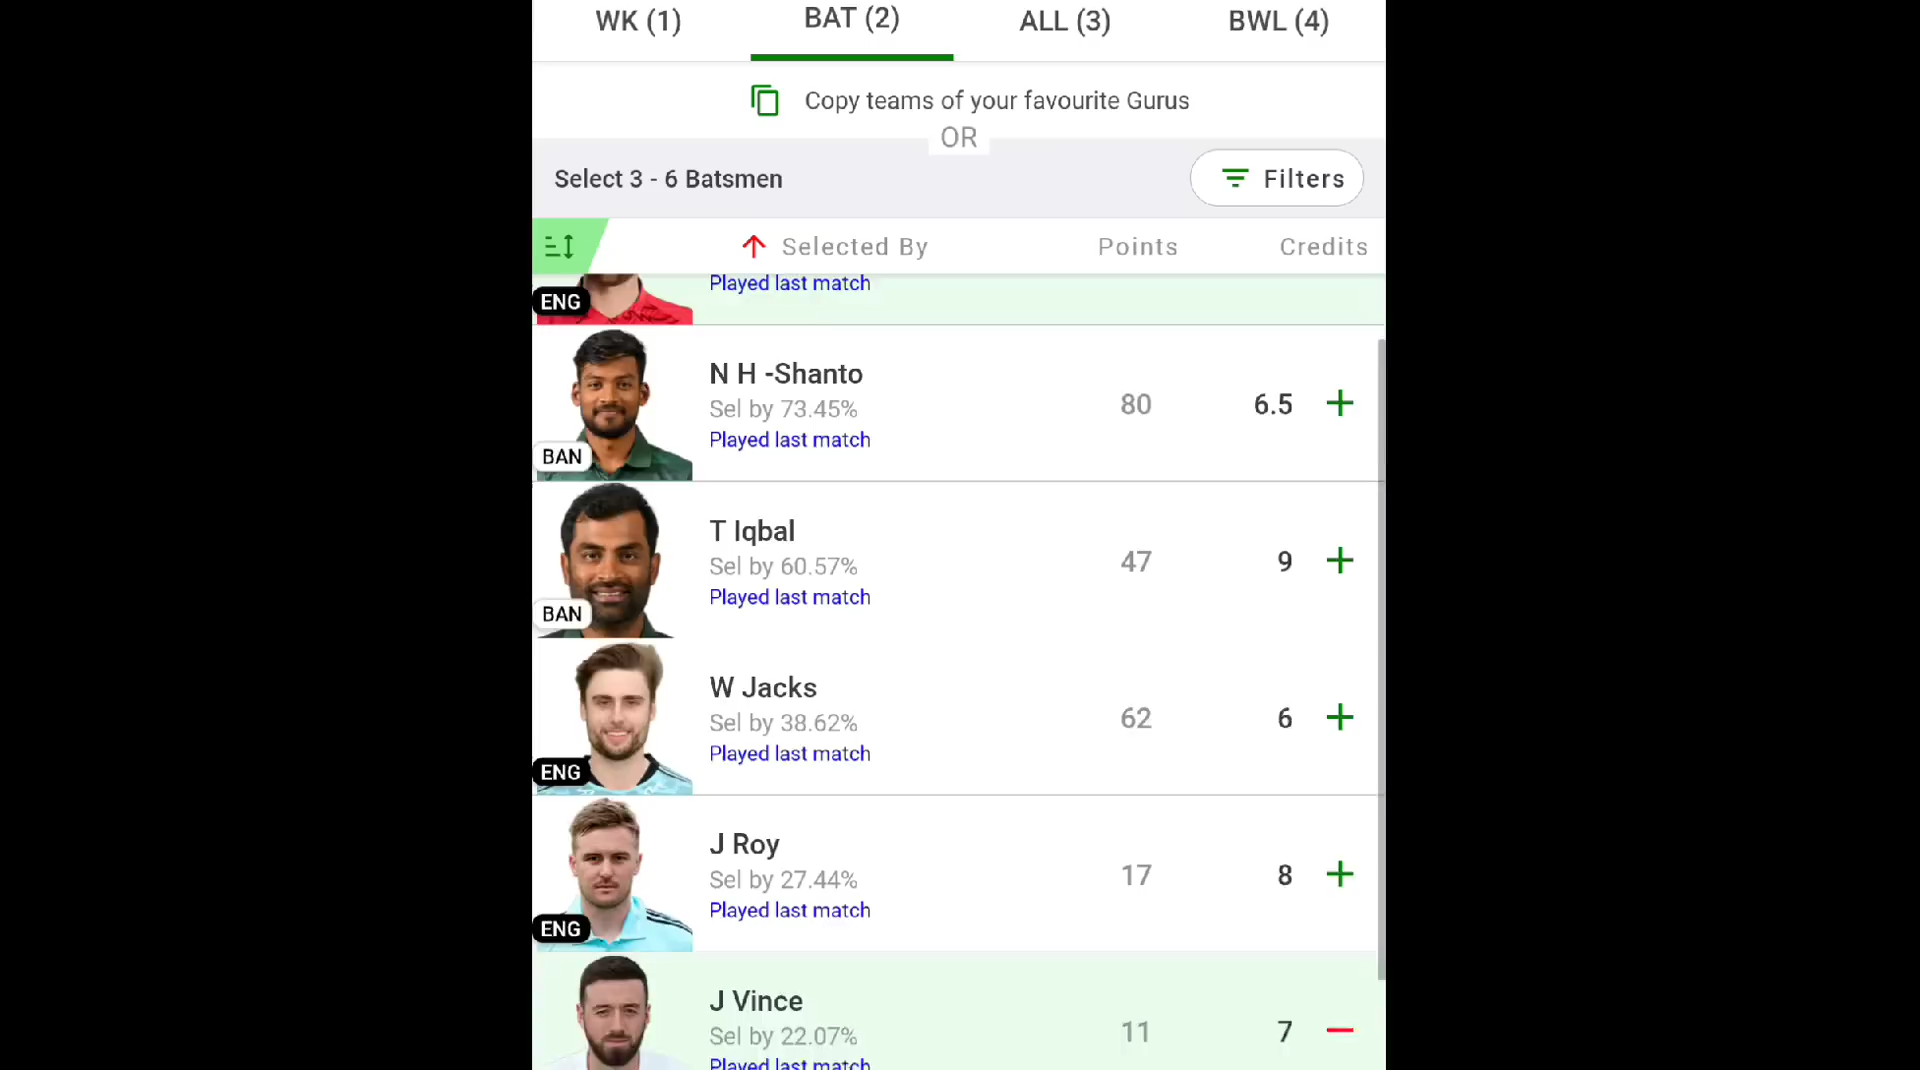 WK (1) BAT (2) ALL (3) BWL (4)
Copy teams of your favourite Gurus
OR
Select 3 - 6 Batsmen Filters
Selected By Points Credits
ENG Played last match
N H -Shanto
Sel by 73.45% 80 6.5
Played last match
BAN
T Iqbal
Sel by 60.57% 47 9
Played last match
BAN
W Jacks
Sel by 38.62% 62 6
Played last match
ENG
J Roy
Sel by 27.44% 17 8
Played last match
ENG
J Vince
Sel by 22.07% 11 7
Played last match